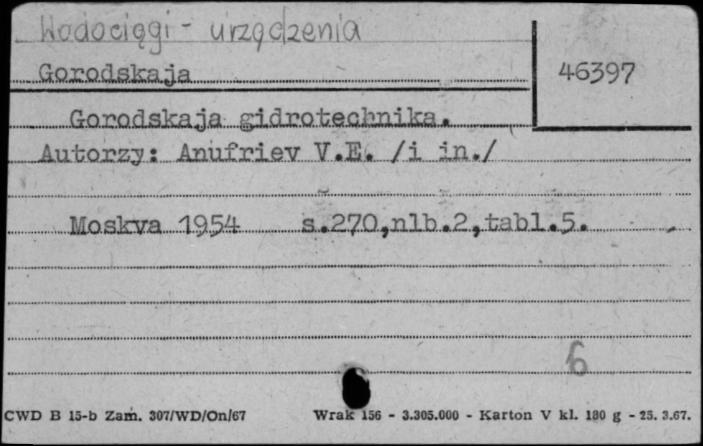 Wodociągi - urządzenia
Gorodskaja
46397
Gorodskaja gidrotechnika.
Autorzy: Anufriev V.E. /i in./
Moskva 1954 s.270,nlb.2,tabl.5.
6
CWD B 15-b Zam. 307/WD/On/67 Wrak 156 - 3.305.000 - Karton V kl. 180 g - 25. 3.67.